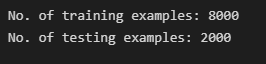 No. of training examples: 8000
No. of testing examples: 2000